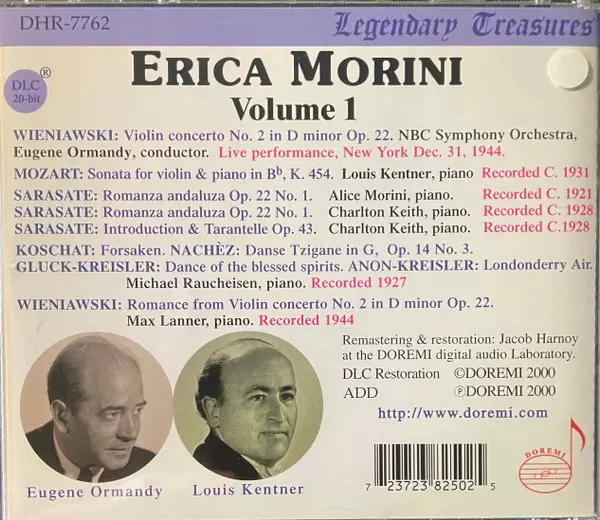 DHR-7762
Legendary Treasures
DLC ®
20-bit
ERICA MORINI
Volume 1
WIENIAWSKI: Violin concerto No. 2 in D minor Op. 22. NBC Symphony Orchestra,
Eugene Ormandy, conductor. Live performance, New York Dec. 31, 1944.
MOZART: Sonata for violin & piano in B♭, K. 454. Louis Kentner, piano Recorded C. 1931
SARASATE: Romanza andaluza Op. 22 No. 1. Alice Morini, piano. Recorded C. 1921
SARASATE: Romanza andaluza Op. 22 No. 1. Charlton Keith, piano. Recorded C. 1928
SARASATE: Introduction & Tarantelle Op. 43. Charlton Keith, piano. Recorded C.1928
KOSCHAT: Forsaken. NACHÈZ: Danse Tzigane in G, Op. 14 No. 3.
GLUCK-KREISLER: Dance of the blessed spirits. ANON-KREISLER: Londonderry Air.
Michael Raucheisen, piano. Recorded 1927
WIENIAWSKI: Romance from Violin concerto No. 2 in D minor Op. 22.
Max Lanner, piano. Recorded 1944
Remastering & restoration: Jacob Harnoy
at the DOREMI digital audio Laboratory.
DLC Restoration ©DOREMI 2000
ADD ℗DOREMI 2000
http://www.doremi.com
Eugene Ormandy
Louis Kentner
7 23723 82502 5
DOREMI